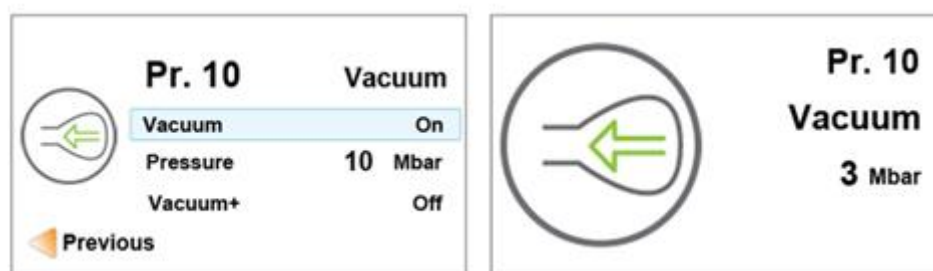 Pr. 10 Vacuum
Vacuum On
Pressure 10 Mbar
Vacuum+ Off
Previous
Pr. 10
Vacuum
3 Mbar